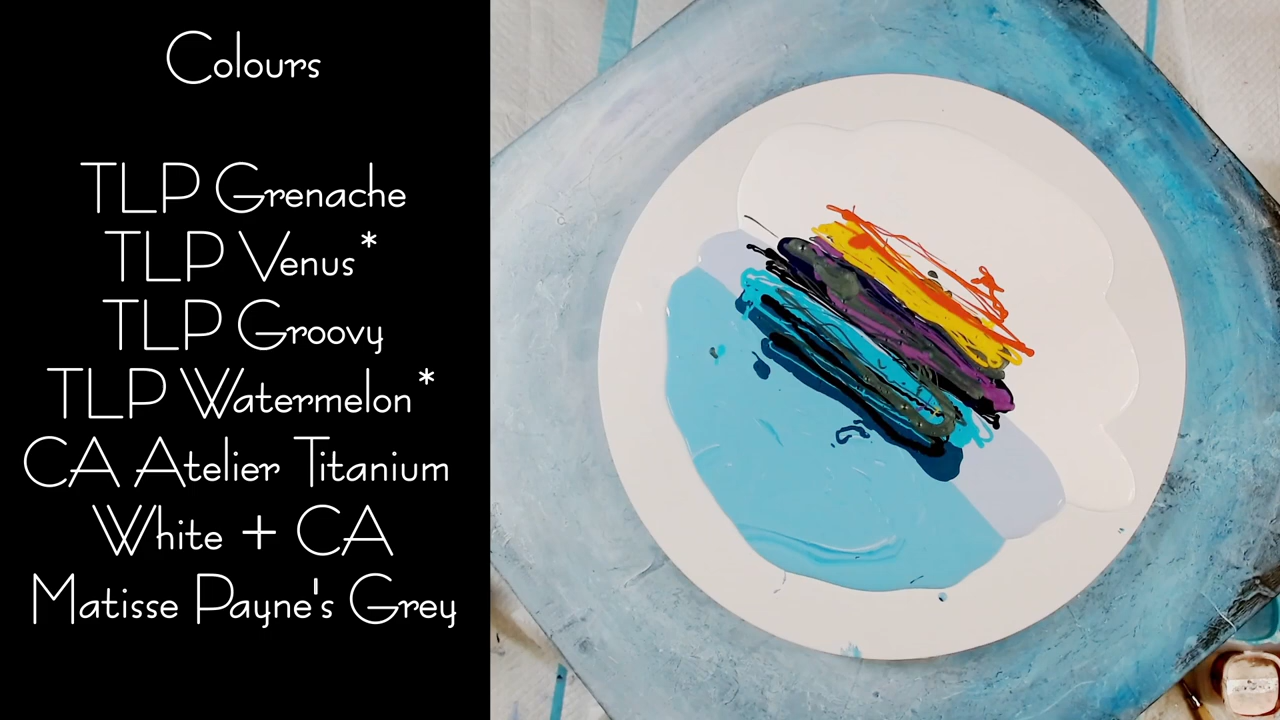 Colours
TLP Grenache
TLP Venus*
TLP Groovy
TLP Watermelon*
CA Atelier Titanium
White + CA
Matisse Payne's Grey